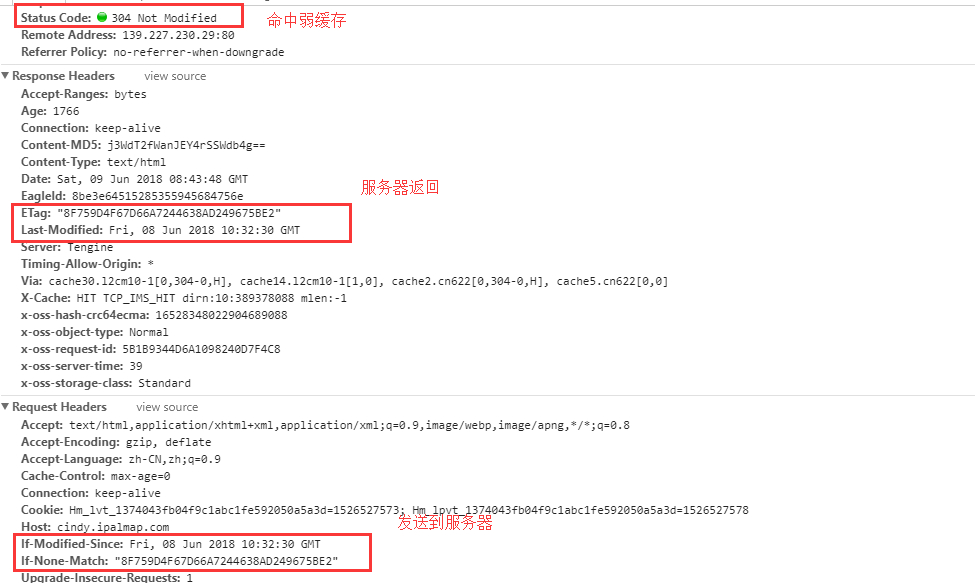 Status Code: 304 Not Modified 命中弱缓存
Remote Address: 139.227.230.29:80
Referrer Policy: no-referrer-when-downgrade
Response Headers view source
Accept-Ranges: bytes
Age: 1766
Connection: keep-alive
Content-MD5: j3WdT2fWanJEY4rSSWdb4g==
Content-Type: text/html
Date: Sat, 09 Jun 2018 08:43:48 GMT
EagleId: 8be3e64515285355945684756e 服务器返回
ETag: "8F759D4F67D66A7244638AD249675BE2"
Last-Modified: Fri, 08 Jun 2018 10:32:30 GMT
Server: Tengine
Timing-Allow-Origin: *
Via: cache30.l2cm10-1[0,304-0,H], cache14.l2cm10-1[1,0], cache2.cn622[0,304-0,H], cache5.cn622[0,0]
X-Cache: HIT TCP_IMS_HIT dirn:10:389378088 mlen:-1
x-oss-hash-crc64ecma: 16528348022904689088
x-oss-object-type: Normal
x-oss-request-id: 5B1B9344D6A1098240D7F4C8
x-oss-server-time: 39
x-oss-storage-class: Standard
Request Headers view source
Accept: text/html,application/xhtml+xml,application/xml;q=0.9,image/webp,image/apng,*/*;q=0.8
Accept-Encoding: gzip, deflate
Accept-Language: zh-CN,zh;q=0.9
Cache-Control: max-age=0
Connection: keep-alive
Cookie: Hm_lvt_1374043fb04f9c1abc1fe592050a5a3d=1526527573; Hm_lpvt_1374043fb04f9c1abc1fe592050a5a3d=1526527578
发送到服务器
Host: cindy.ipalmap.com
If-Modified-Since: Fri, 08 Jun 2018 10:32:30 GMT
If-None-Match: "8F759D4F67D66A7244638AD249675BE2"
Upgrade-Insecure-Requests: 1